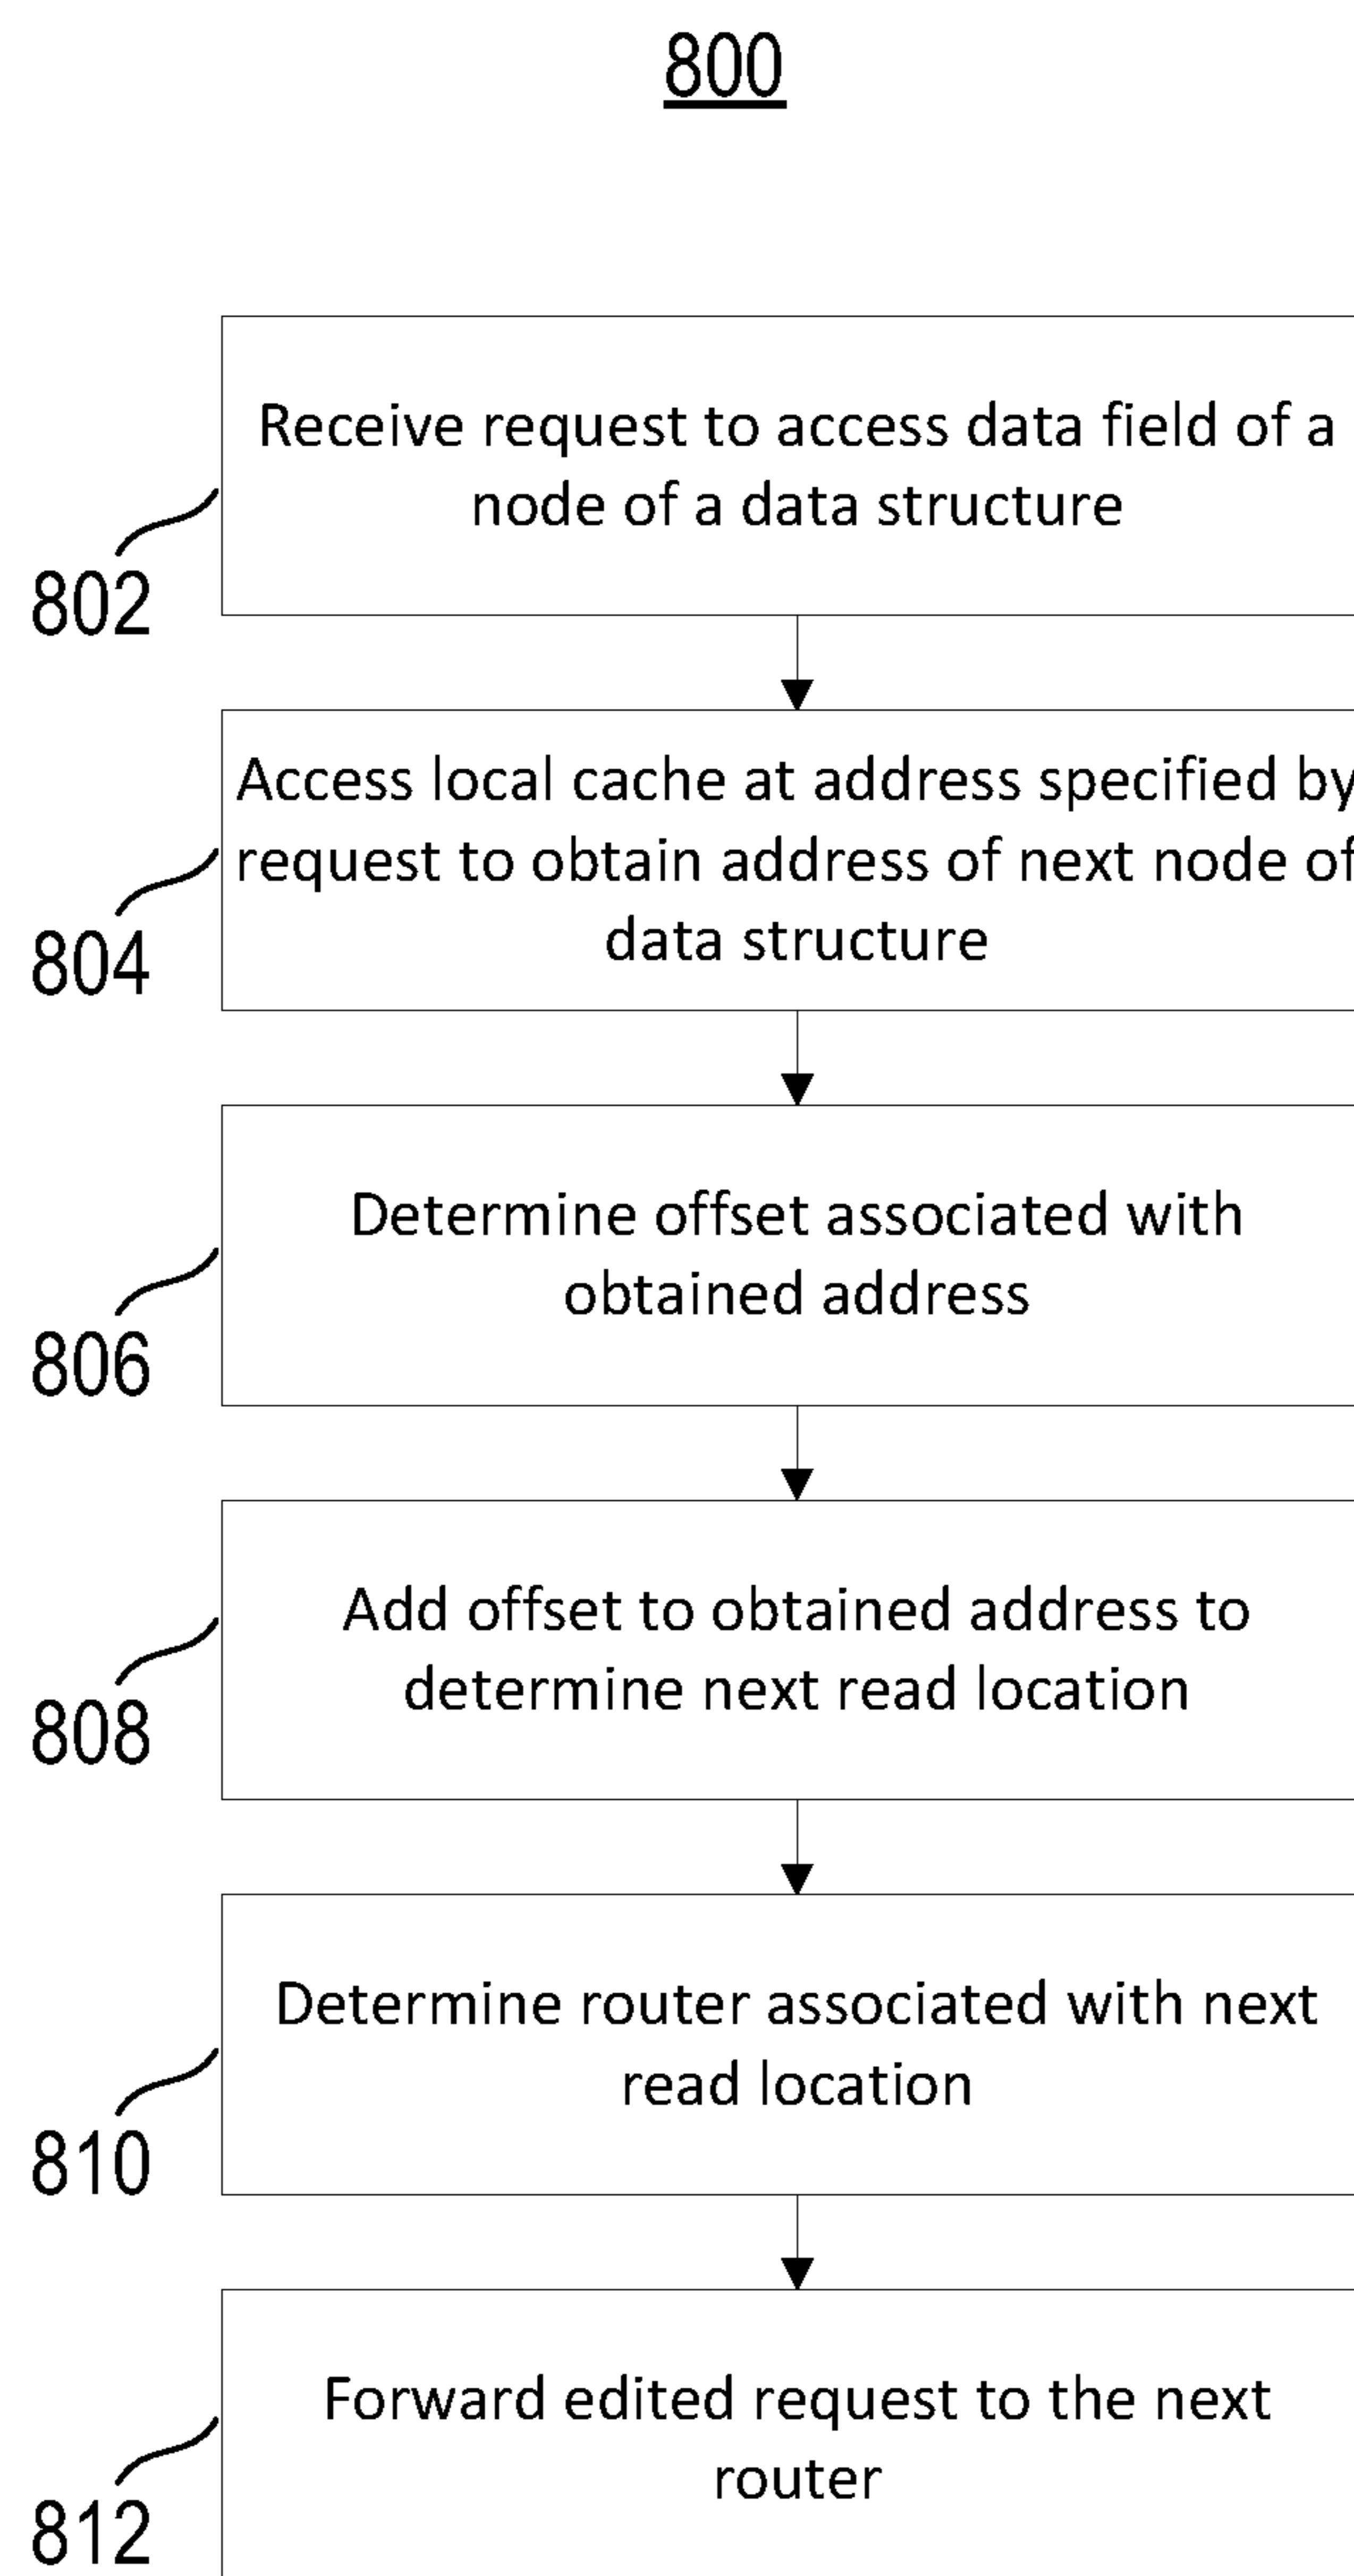 800
Receive request to access data field of a
node of a data structure
802
Access local cache at address specified by
request to obtain address of next node of
data structure
804
Determine offset associated with
obtained address
806
Add offset to obtained address to
determine next read location
808
Determine router associated with next
read location
810
Forward edited request to the next
router
812